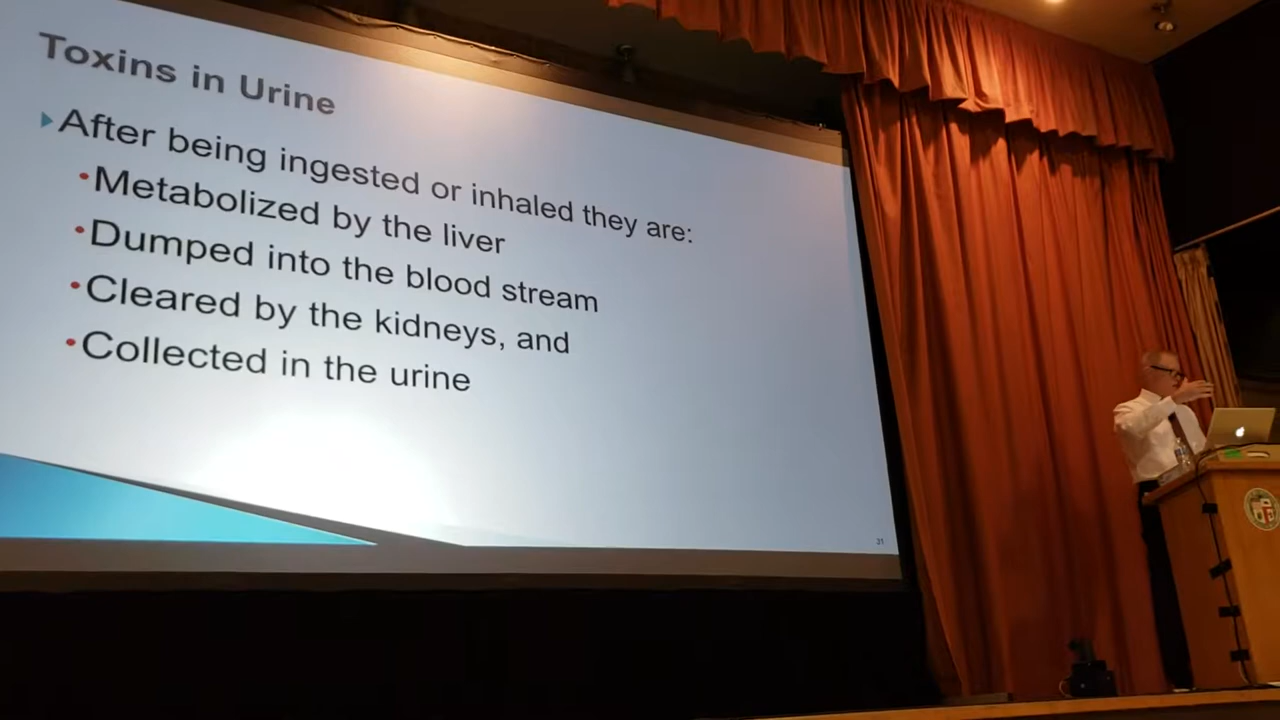 Toxins in Urine
After being ingested or inhaled they are:
•Metabolized by the liver
•Dumped into the blood stream
•Cleared by the kidneys, and
•Collected in the urine
31